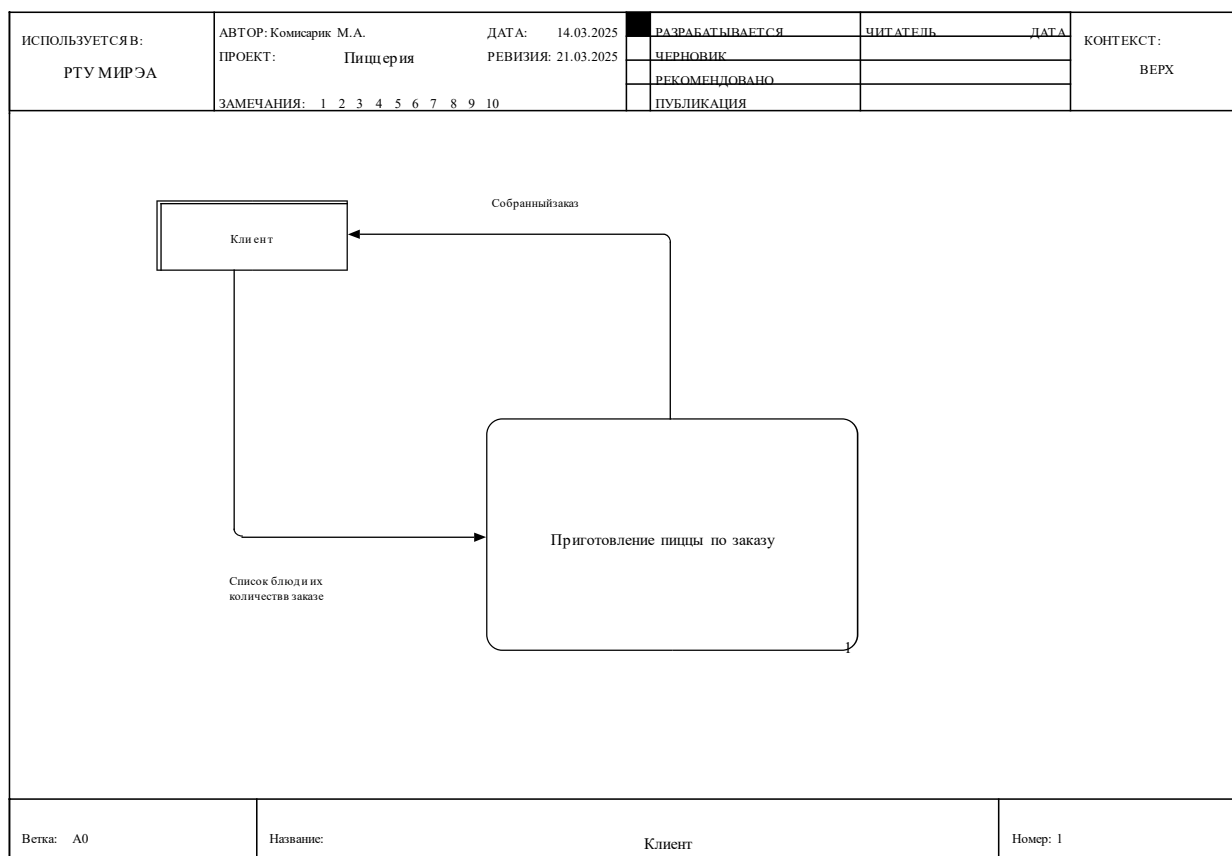 ИСПОЛЬЗУЕТСЯ В:
РТУ МИРЭА
АВТОР: Комисарик М.А.
ДАТА: 14.03.2025
ПРОЕКТ: Пиццерия
РЕВИЗИЯ: 21.03.2025
ЗАМЕЧАНИЯ: 1 2 3 4 5 6 7 8 9 10
РАЗРАБАТЫВАЕТСЯ
ЧЕРНОВИК
РЕКОМЕНДОВАНО
ПУБЛИКАЦИЯ
ЧИТАТЕЛЬ ДАТА
КОНТЕКСТ:
ВЕРХ
Собранныйзаказ
Клиент
Приготовление пиццы по заказу
Список блюд и их
количествв заказе
1
Ветка: A0
Название: Клиент
Номер: 1